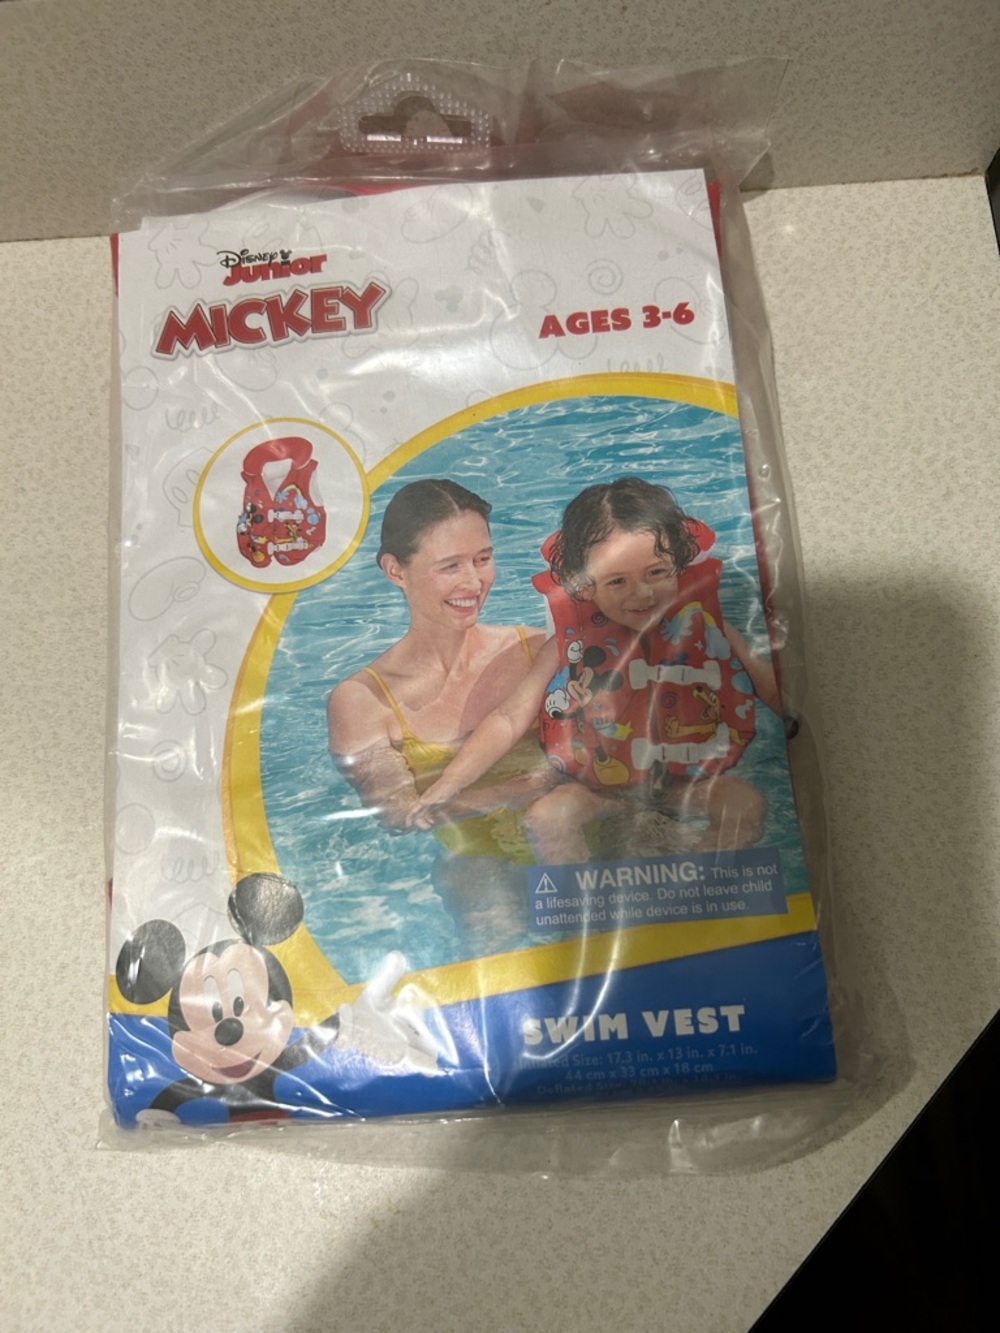 Disney
Junior
MICKEY
AGES 3-6
WARNING: This is not
a lifesaving device. Do not leave child
unattended while device is in use.
SWIM VEST
Size: 17.3 in. x 13 in. x 7.1 in.
44 cm x 33 cm x 18 cm
Deflated Size: